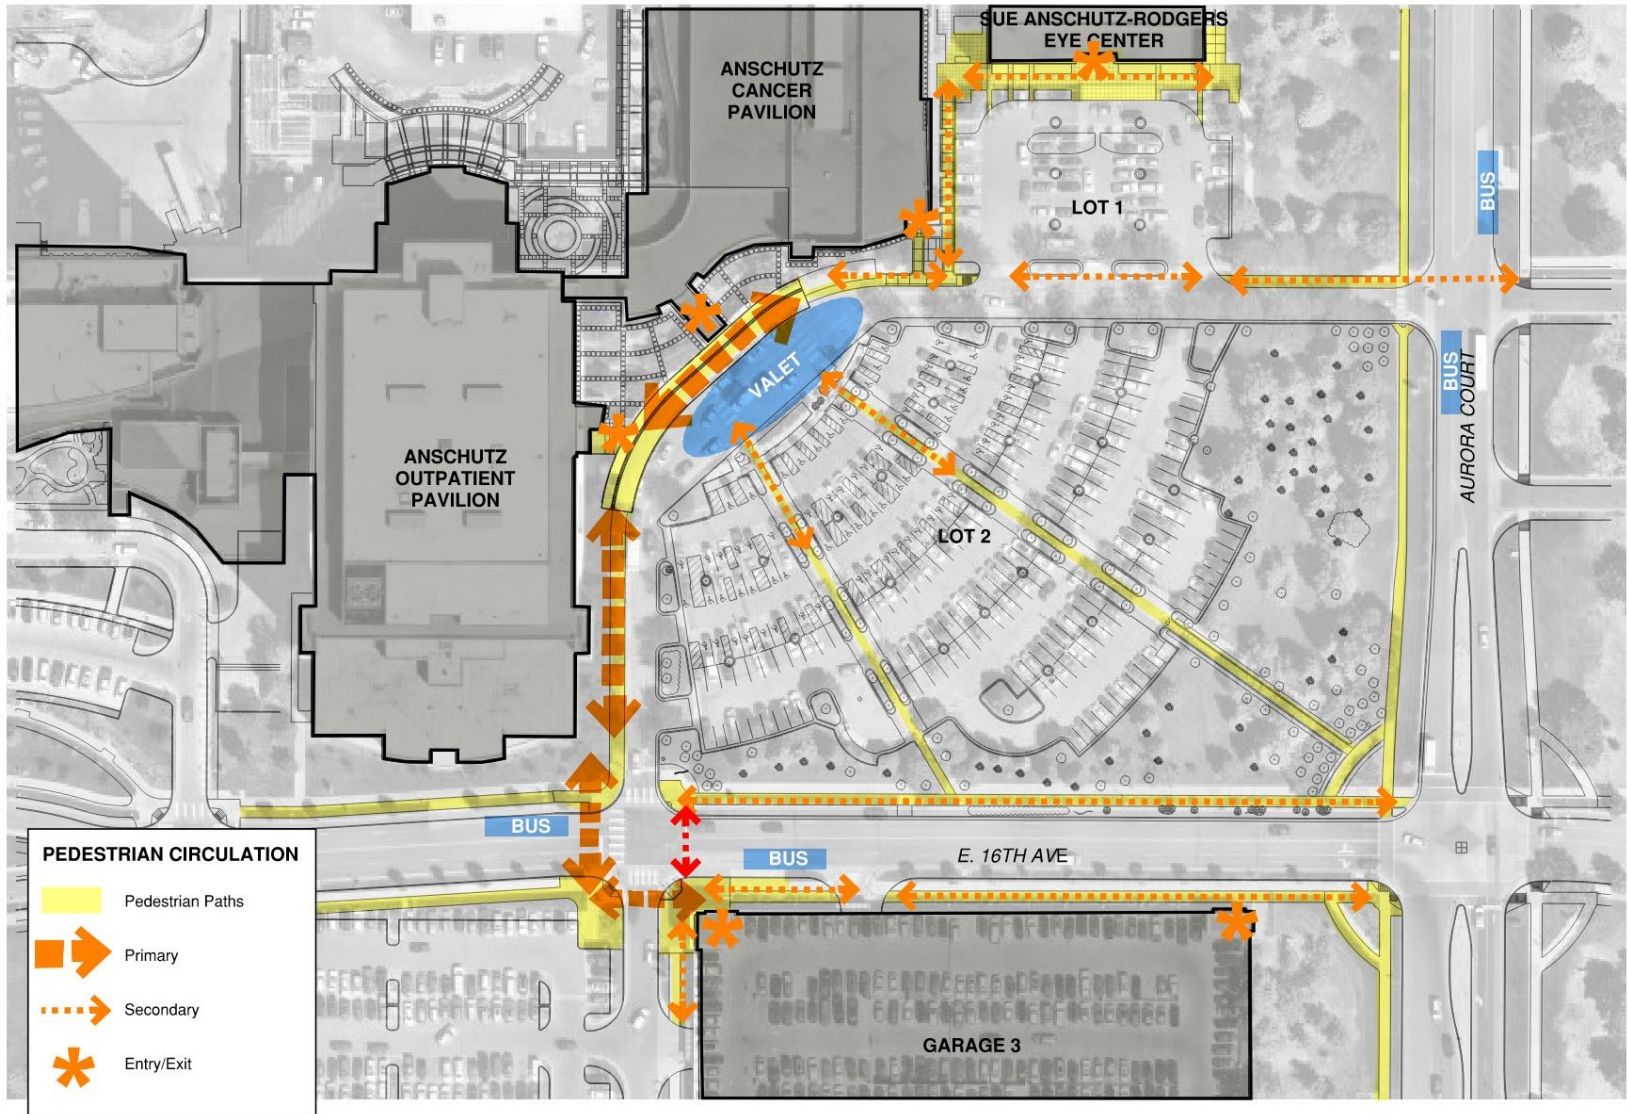 SUE ANSCHUTZ-RODGERS
EYE CENTER
ANSCHUTZ
CANCER
PAVILION
LOT 1
BUS
VALET
BUS
AURORA COURT
ANSCHUTZ
OUTPATIENT
PAVILION
LOT 2
BUS
BUS
E. 16TH AVE
GARAGE 3
PEDESTRIAN CIRCULATION
Pedestrian Paths
Primary
Secondary
Entry/Exit